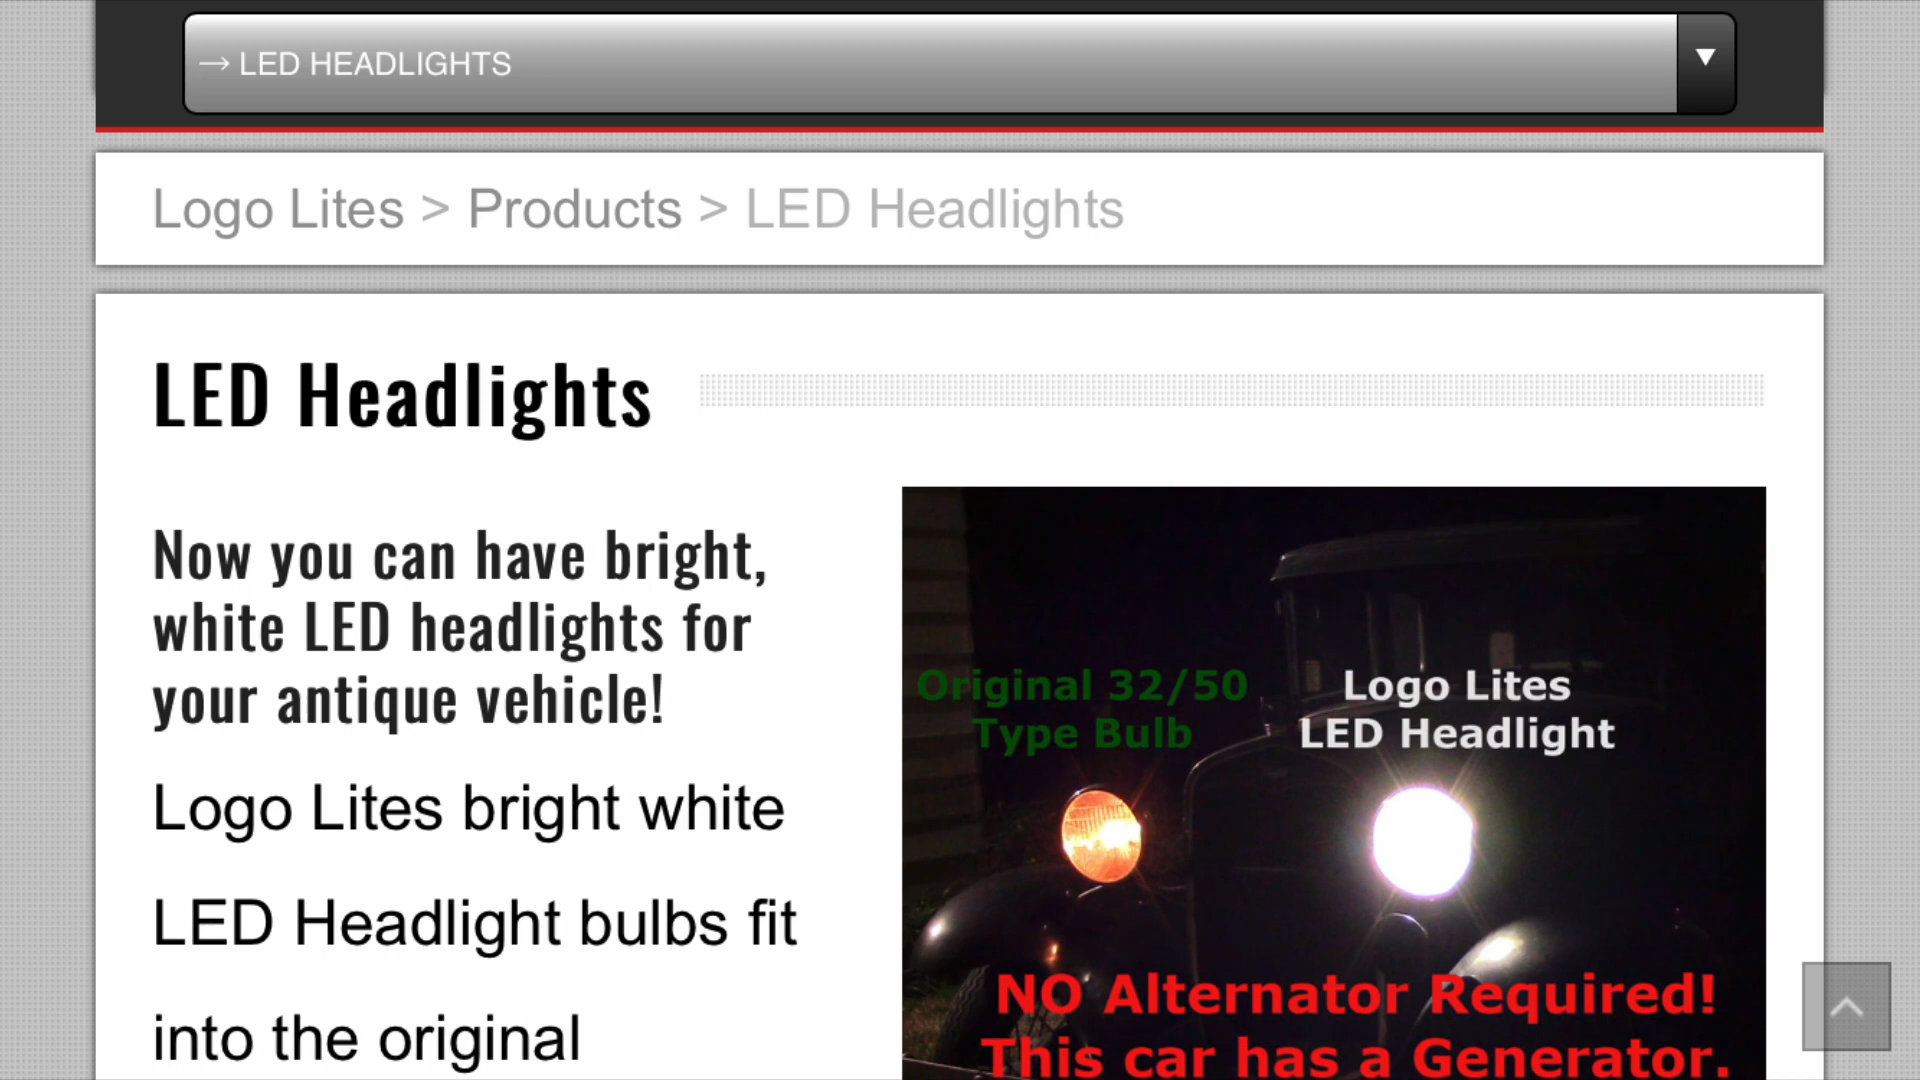 → LED HEADLIGHTS
Logo Lites > Products > LED Headlights
LED Headlights
Now you can have bright,
white LED headlights for
your antique vehicle!
Logo Lites bright white
LED Headlight bulbs fit
into the original
Original 32/50
Type Bulb
Logo Lites
LED Headlight
NO Alternator Required!
This car has a Generator.